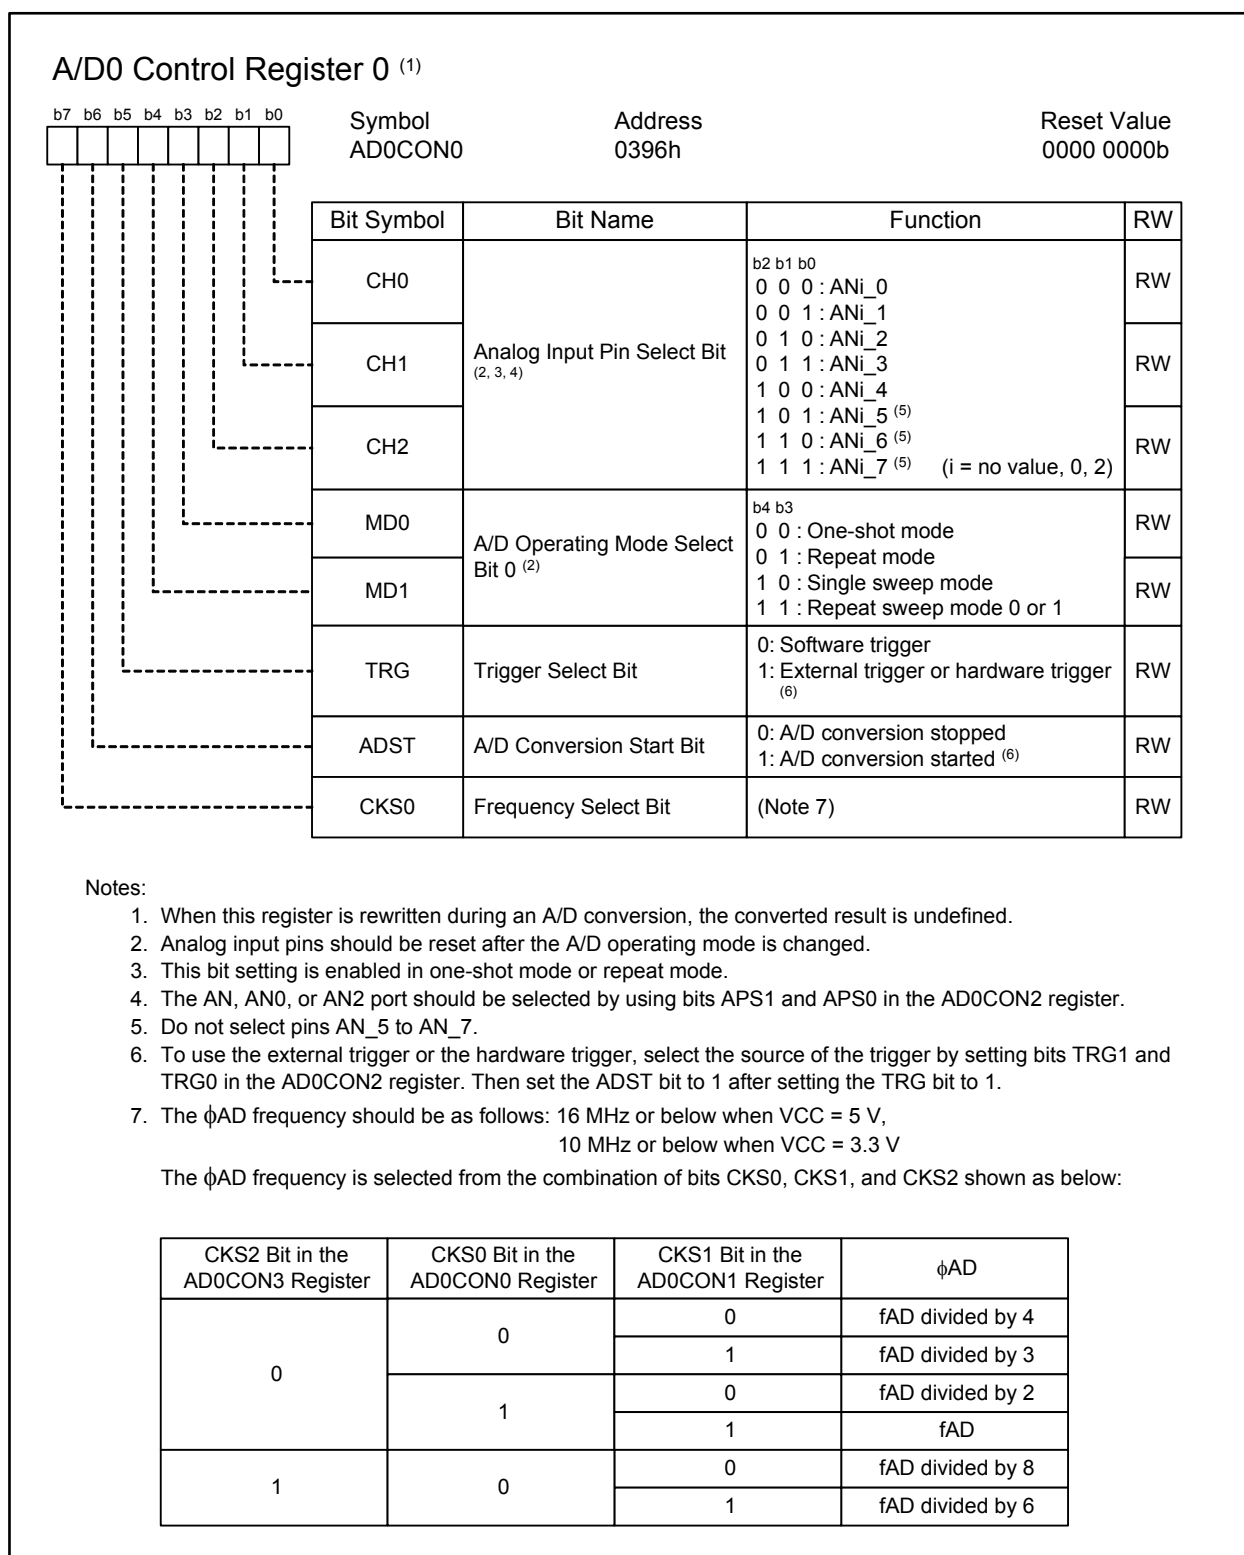 A/D0 Control Register 0 (1)
b7 b6 b5 b4 b3 b2 b1 b0
Symbol Address Reset Value
AD0CON0 0396h 0000 0000b
Bit Symbol Bit Name Function RW
CH0
CH1
CH2
Analog Input Pin Select Bit
(2, 3, 4)
b2 b1 b0
0 0 0 : ANi_0
0 0 1 : ANi_1
0 1 0 : ANi_2
0 1 1 : ANi_3
1 0 0 : ANi_4
1 0 1 : ANi_5 (5)
1 1 0 : ANi_6 (5)
1 1 1 : ANi_7 (5) (i = no value, 0, 2)
RW
RW
RW
MD0
MD1
A/D Operating Mode Select
Bit 0 (2)
b4 b3
0 0 : One-shot mode
0 1 : Repeat mode
1 0 : Single sweep mode
1 1 : Repeat sweep mode 0 or 1
RW
RW
TRG
Trigger Select Bit
0: Software trigger
1: External trigger or hardware trigger
(6)
RW
ADST
A/D Conversion Start Bit
0: A/D conversion stopped
1: A/D conversion started (6)
RW
CKS0 Frequency Select Bit (Note 7) RW
Notes:
1. When this register is rewritten during an A/D conversion, the converted result is undefined.
2. Analog input pins should be reset after the A/D operating mode is changed.
3. This bit setting is enabled in one-shot mode or repeat mode.
4. The AN, AN0, or AN2 port should be selected by using bits APS1 and APS0 in the AD0CON2 register.
5. Do not select pins AN_5 to AN_7.
6. To use the external trigger or the hardware trigger, select the source of the trigger by setting bits TRG1 and
TRG0 in the AD0CON2 register. Then set the ADST bit to 1 after setting the TRG bit to 1.
7. The ϕAD frequency should be as follows: 16 MHz or below when VCC = 5 V,
10 MHz or below when VCC = 3.3 V
The ϕAD frequency is selected from the combination of bits CKS0, CKS1, and CKS2 shown as below:
CKS2 Bit in the
AD0CON3 Register
CKS0 Bit in the
AD0CON0 Register
CKS1 Bit in the
AD0CON1 Register
ϕAD
0
0
0 fAD divided by 4
1 fAD divided by 3
1
0 fAD divided by 2
1 fAD
1
0
0 fAD divided by 8
1 fAD divided by 6